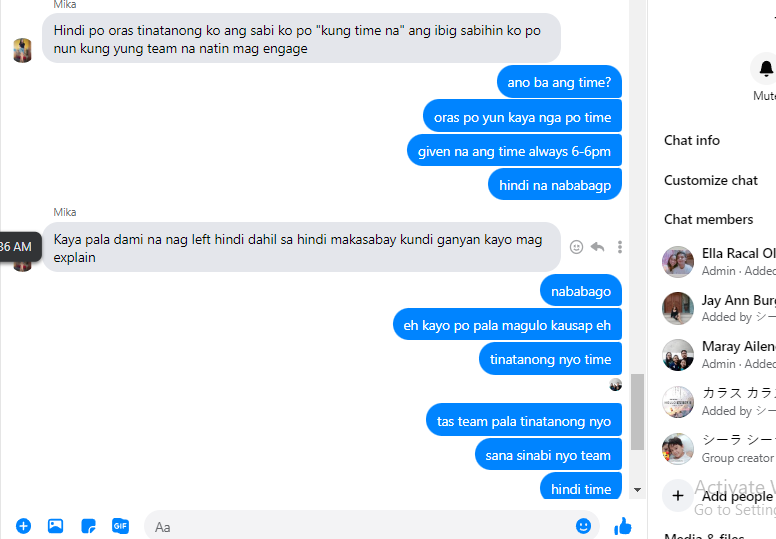 Mika
Hindi po oras tinatanong ko ang sabi ko po "kung time na" ang ibig sabihin ko po
nun kung yung team na natin mag engage
ano ba ang time?
oras po yun kaya nga po time
given na ang time always 6-6pm
hindi na nababagp
Mika
Kaya pala dami na nag left hindi dahil sa hindi makasabay kundi ganyan kayo mag
explain
36 AM
nababago
eh kayo po pala magulo kausap eh
tinatanong nyo time
tas team pala tinatanong nyo
sana sinabi nyo team
hindi time
GIF
Aa
Mute
Chat info
Customize chat
Chat members
Ella Racal Ol
Admin · Added
Jay Ann Burg
Added by シー
Maray Ailene
Admin · Added
カラス カラ
Added by シー
シーラ シー
Group creator
Add people
Activate W
Go to Setting
Media & files